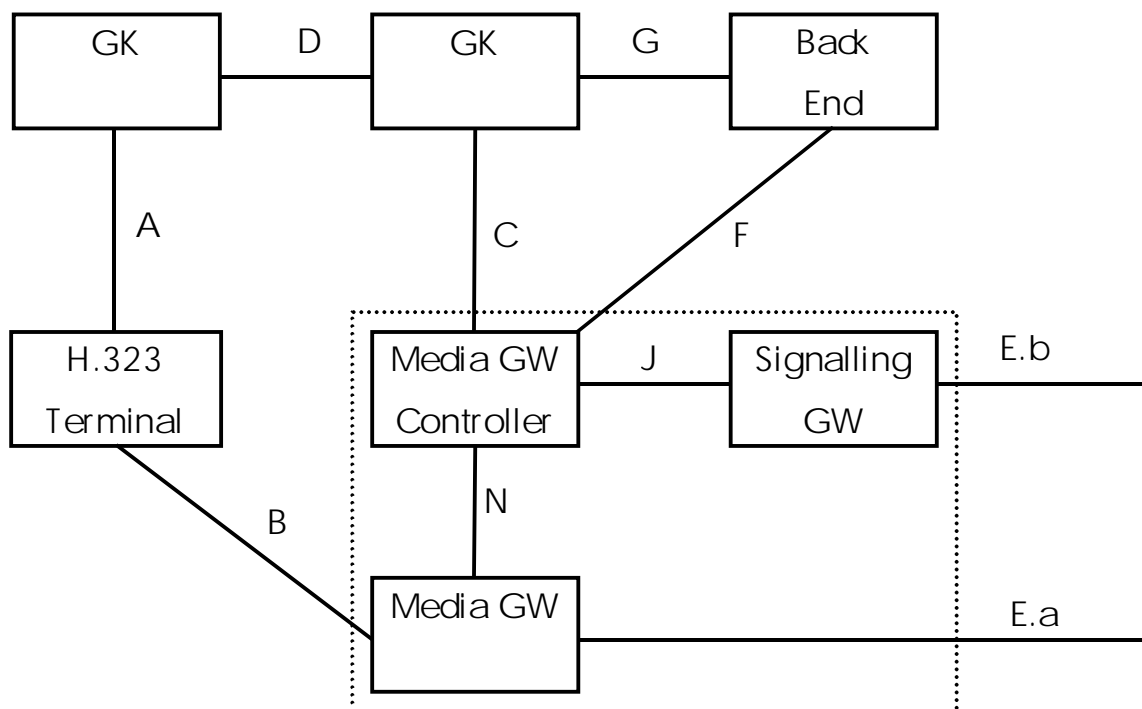 GK
D
GK
G
Back
End
A
C
F
H.323
Terminal
Media GW
Controller
J
Signalling
GW
E.b
B
N
Media GW
E.a